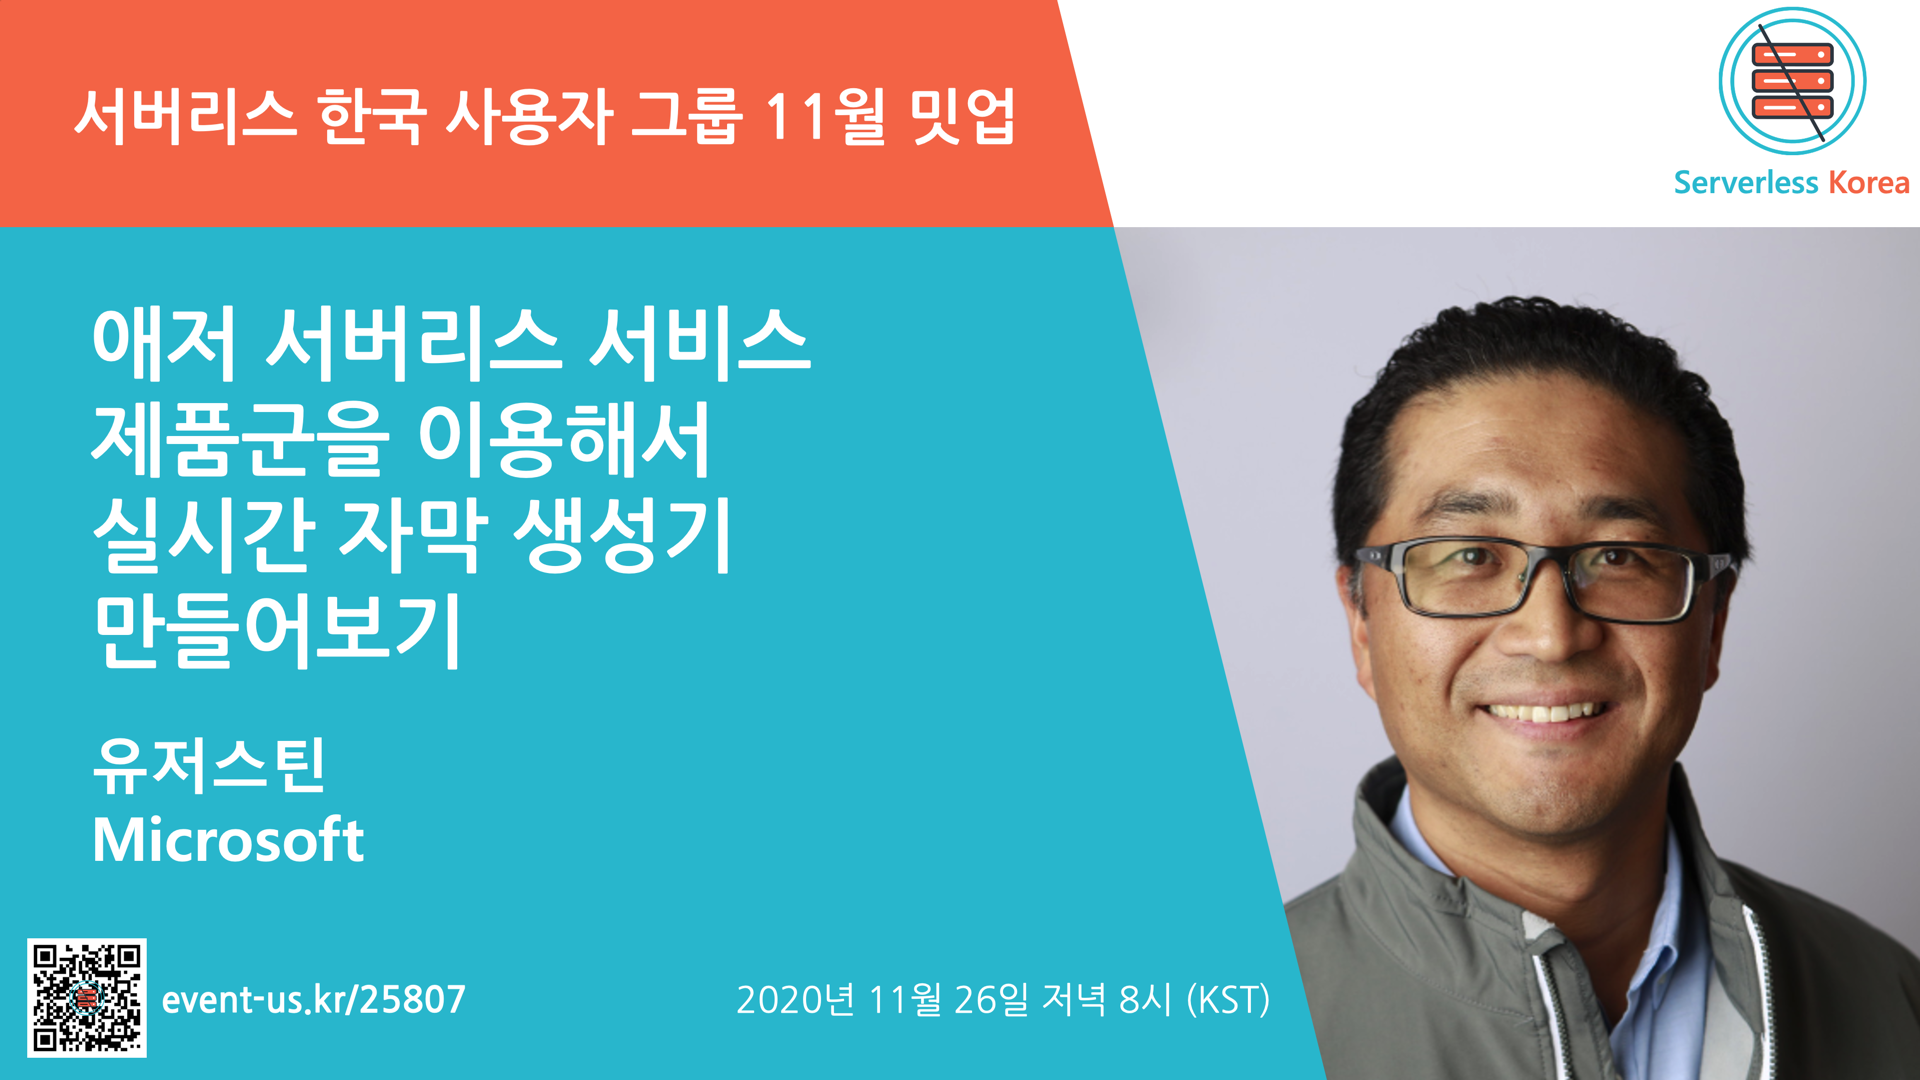 서버리스 한국 사용자 그룹 11월 밋업
Serverless Korea
애저 서버리스 서비스
제품군을 이용해서
실시간 자막 생성기
만들어보기
유저스틴
Microsoft
event-us.kr/25807
2020년 11월 26일 저녁 8시 (KST)